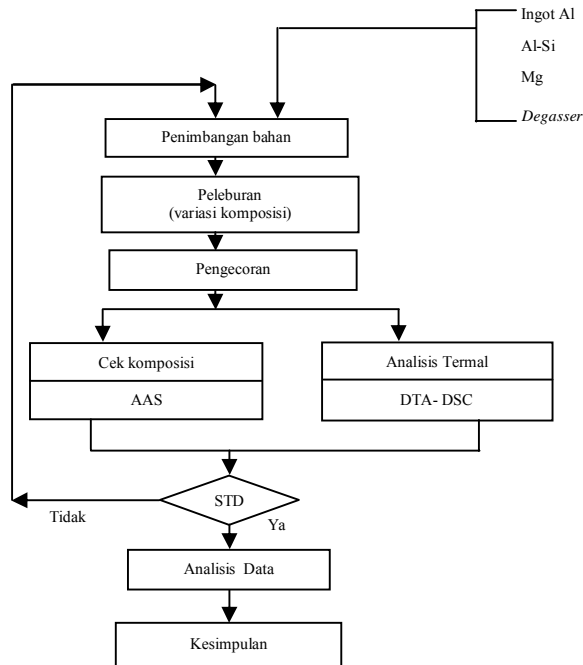 Ingot Al
Al-Si
Mg
Degasser
Penimbangan bahan
Peleburan
(variasi komposisi)
Pengecoran
Cek komposisi
AAS
Analisis Termal
DTA- DSC
STD
Tidak
Ya
Analisis Data
Kesimpulan